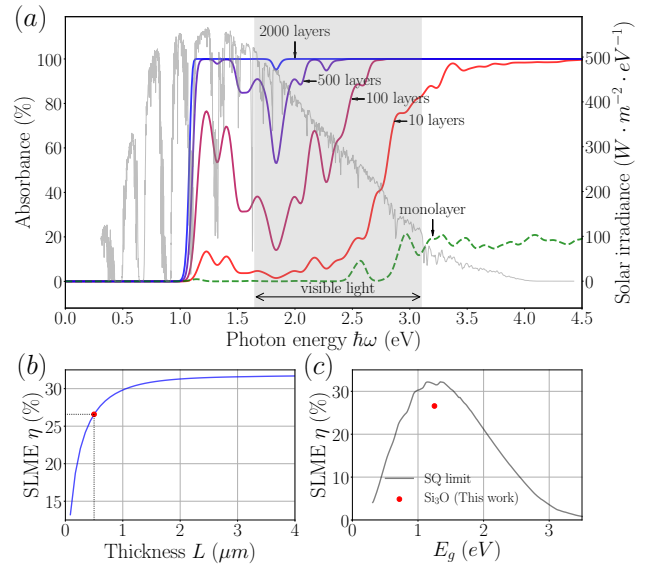 (a)
2000 layers
500 layers
100 layers
10 layers
monolayer
visible light
Absorbance (%)
100
80
60
40
20
0
Solar irradiance (W · m⁻² · eV⁻¹)
500
400
300
200
100
0
0.0 0.5 1.0 1.5 2.0 2.5 3.0 3.5 4.0 4.5
Photon energy ħω (eV)
(b)
SLME η (%)
30
25
20
15
0 1 2 3 4
Thickness L (μm)
(c)
SLME η (%)
30
20
10
0
SQ limit
Si₃O (This work)
0 1 2 3
E_g (eV)